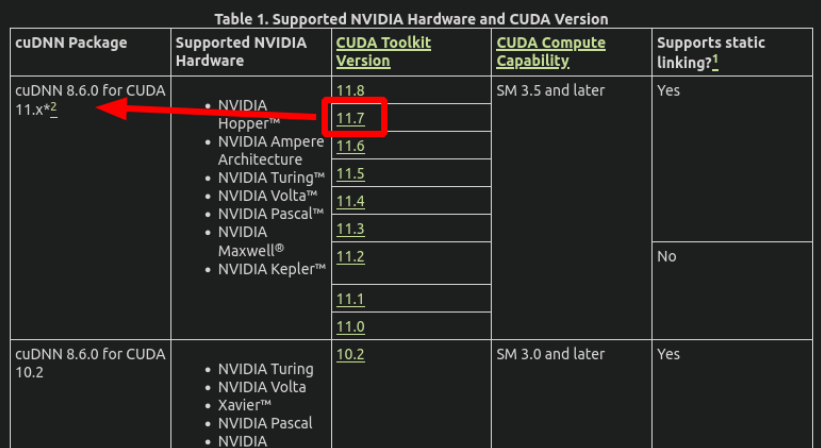 Table 1. Supported NVIDIA Hardware and CUDA Version
cuDNN Package
Supported NVIDIA
Hardware
CUDA Toolkit
Version
CUDA Compute
Capability
Supports static
linking?1
cuDNN 8.6.0 for CUDA
11.x*2
• NVIDIA
Hopper™
• NVIDIA Ampere
Architecture
• NVIDIA Turing™
• NVIDIA Volta™
• NVIDIA Pascal™
• NVIDIA
Maxwell®
• NVIDIA Kepler™
11.8
11.7
11.6
11.5
11.4
11.3
11.2
11.1
11.0
SM 3.5 and later
Yes
No
cuDNN 8.6.0 for CUDA
10.2
• NVIDIA Turing
• NVIDIA Volta
• Xavier™
• NVIDIA Pascal
• NVIDIA
10.2
SM 3.0 and later
Yes